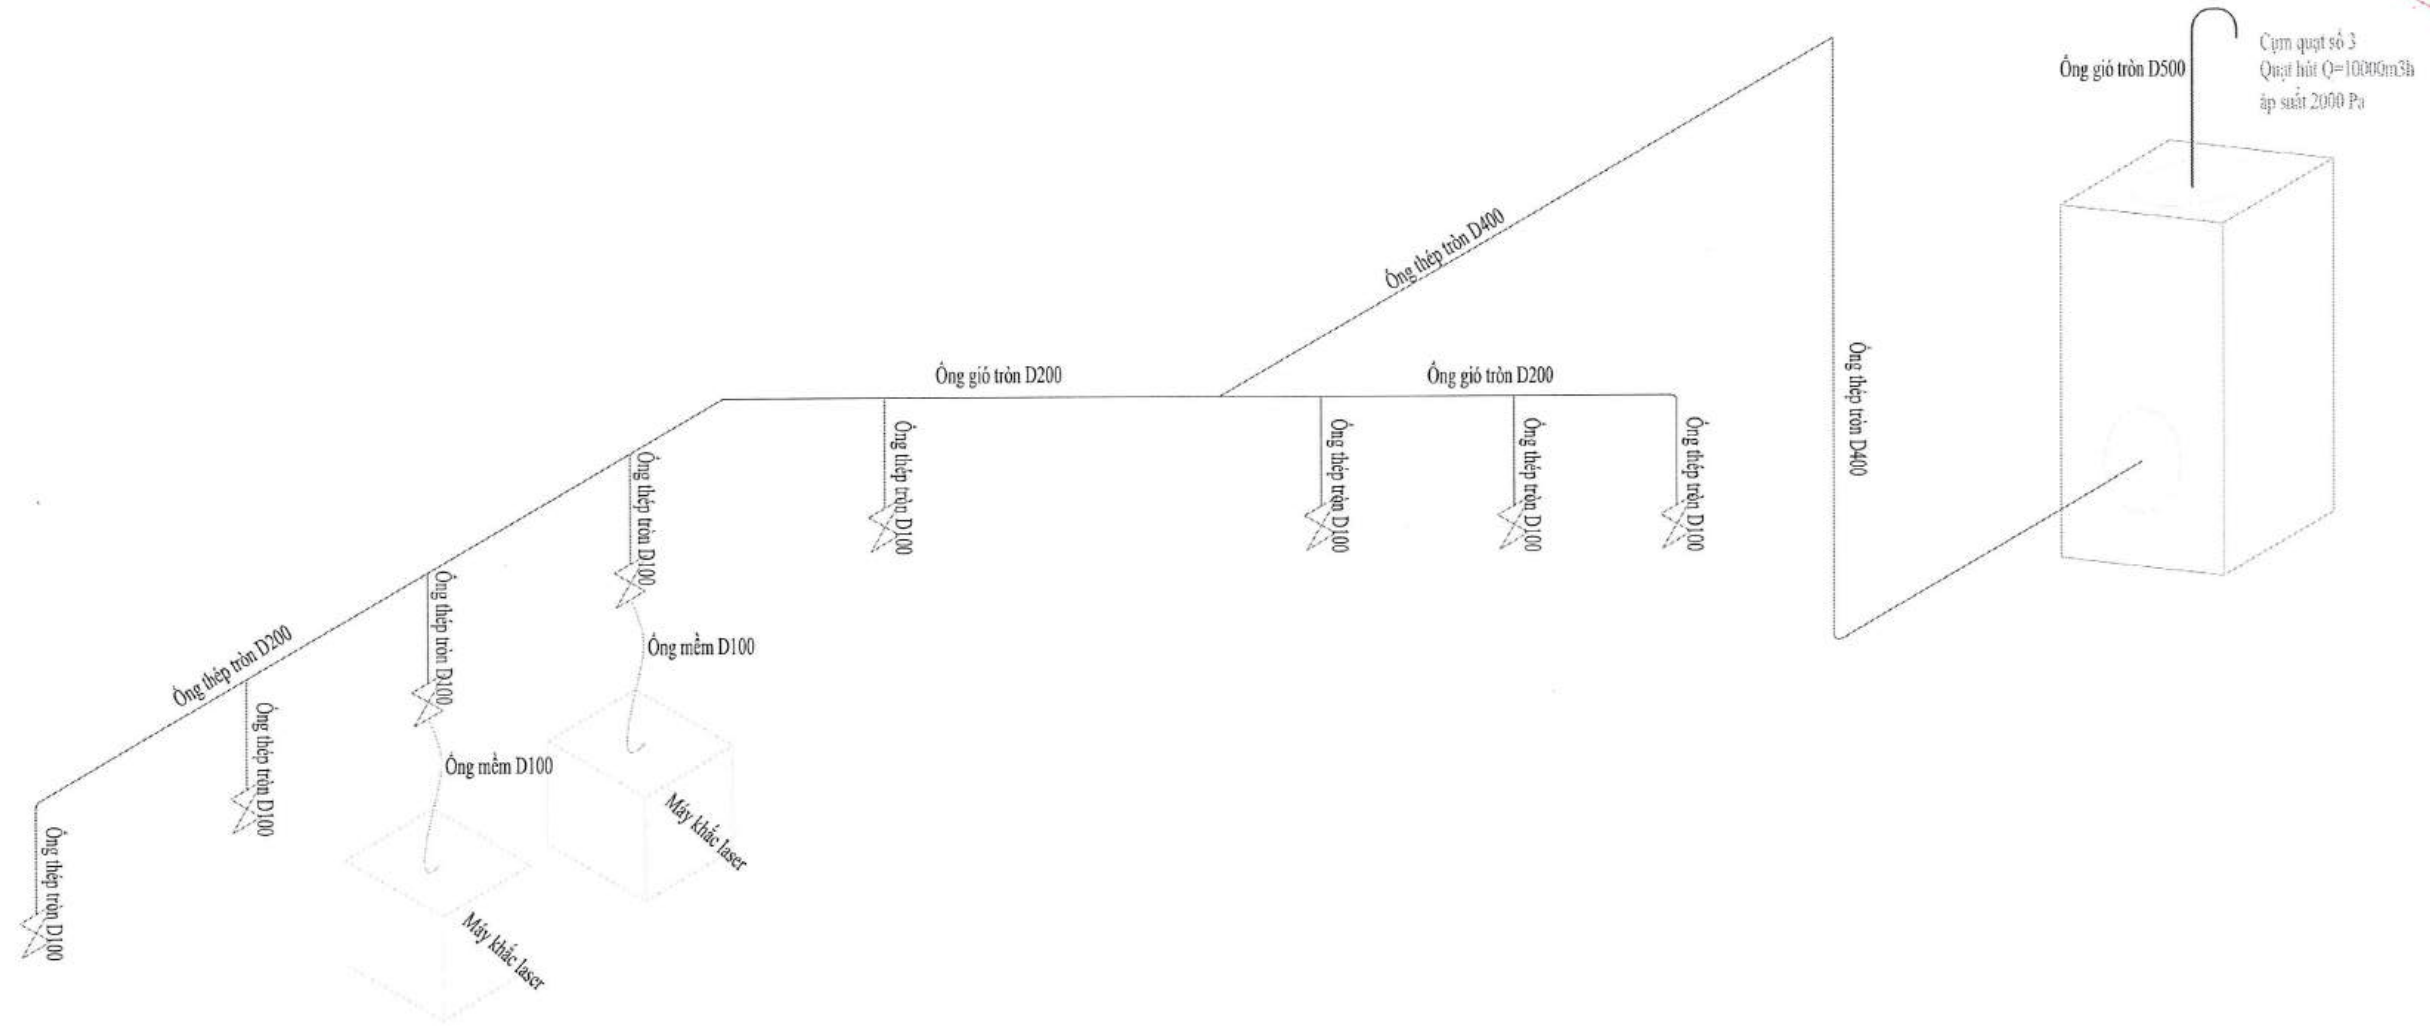 Ống gió tròn D500
Cụm quạt số 3
Quạt hút Q=10000m3h
áp suất 2000 Pa
Ống thép tròn D400
Ống thép tròn D400
Ống gió tròn D200
Ống gió tròn D200
Ống thép tròn D100
Ống thép tròn D100
Ống thép tròn D100
Ống thép tròn D100
Ống thép tròn D100
Ống mềm D100
Máy khắc laser
Ống thép tròn D100
Ống mềm D100
Máy khắc laser
Ống thép tròn D200
Ống thép tròn D100
Ống thép tròn D100